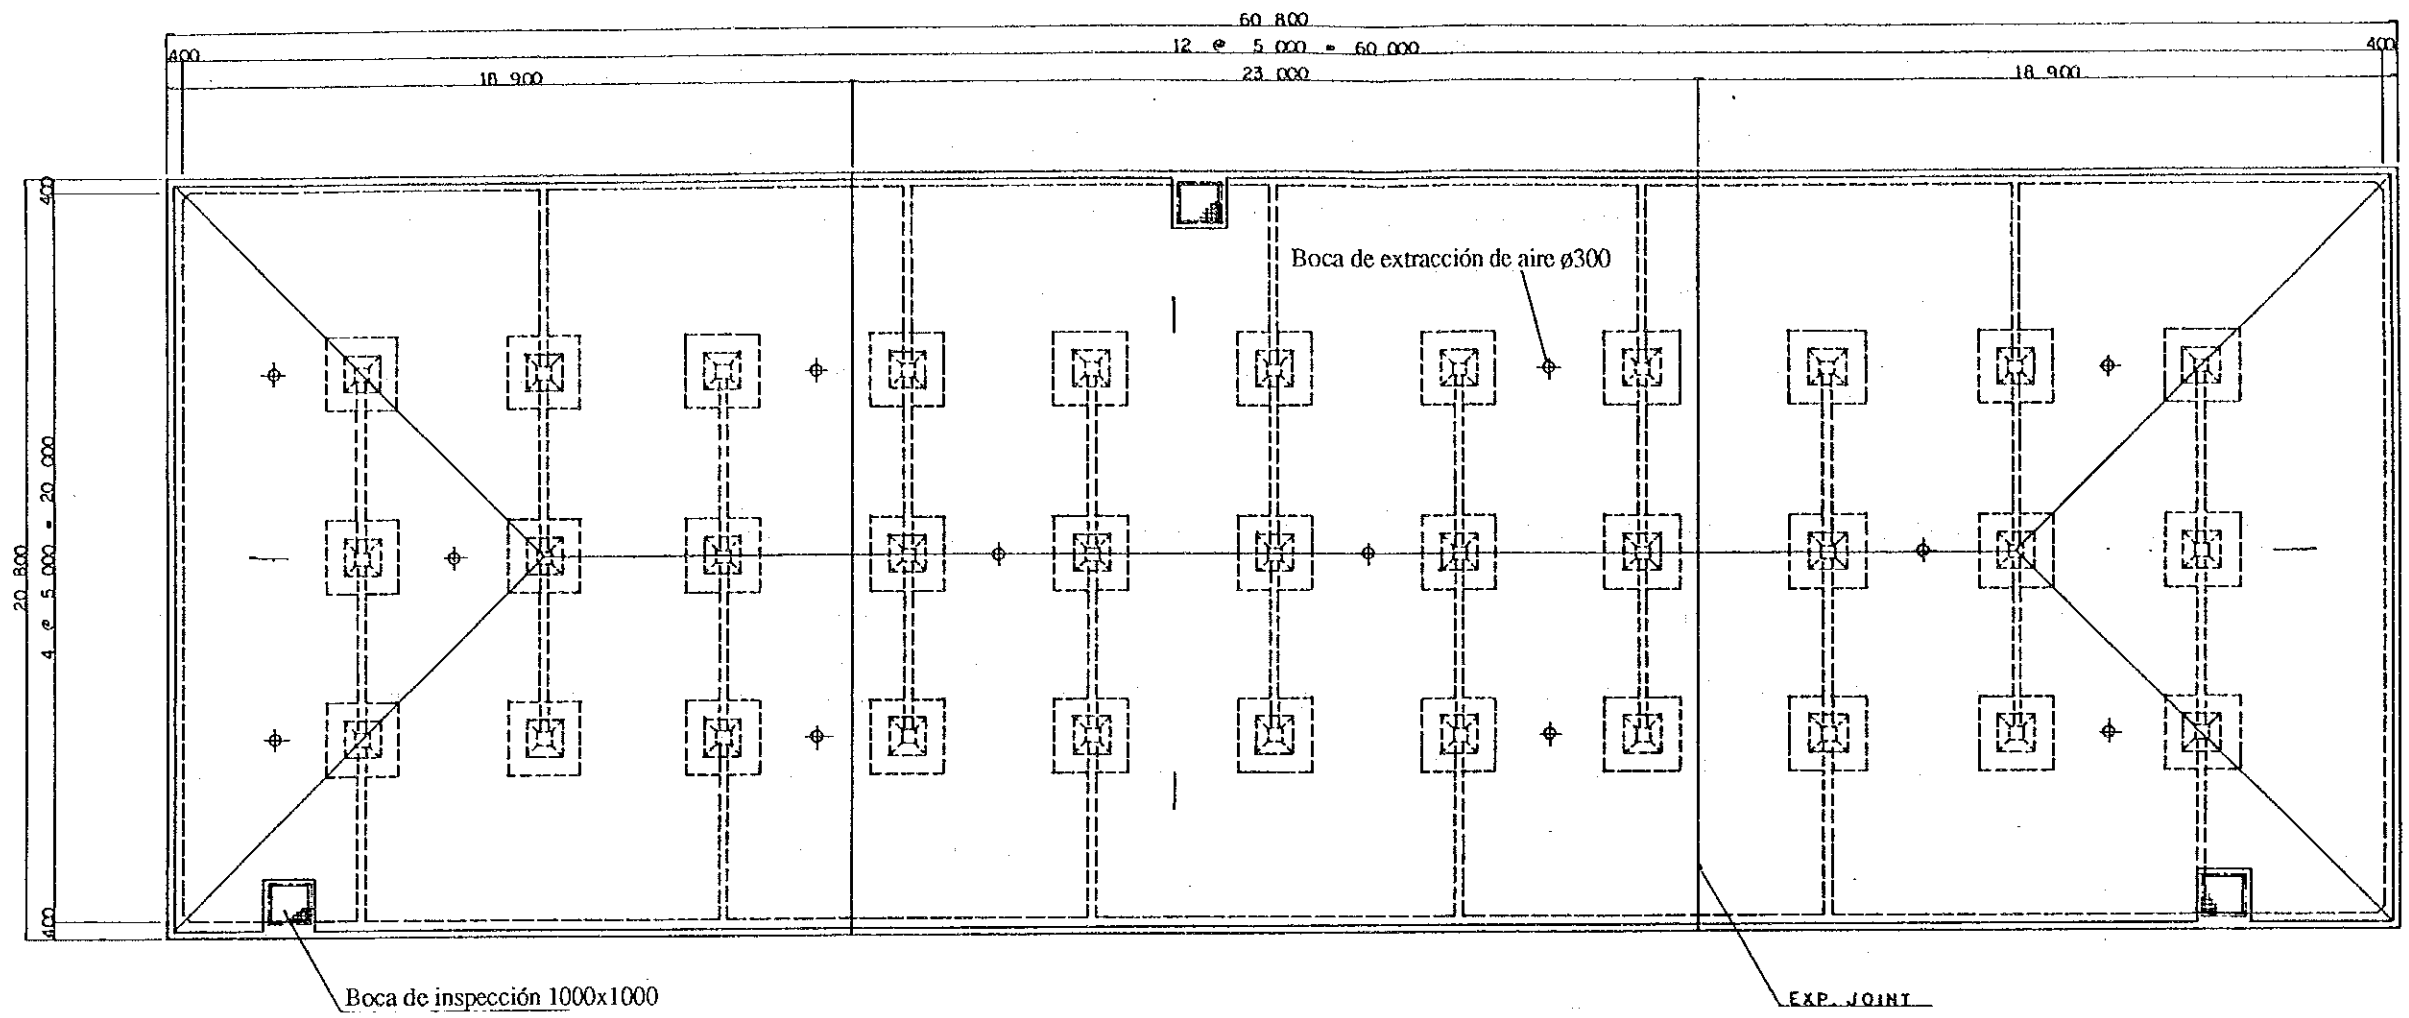 60 800
12 @ 5 000 = 60 000
400
400
18 900
23 000
18 900
400
Boca de extracción de aire ø300
20 800
4 @ 5 000 = 20 000
400
Boca de inspección 1000x1000
EXP. JOINT